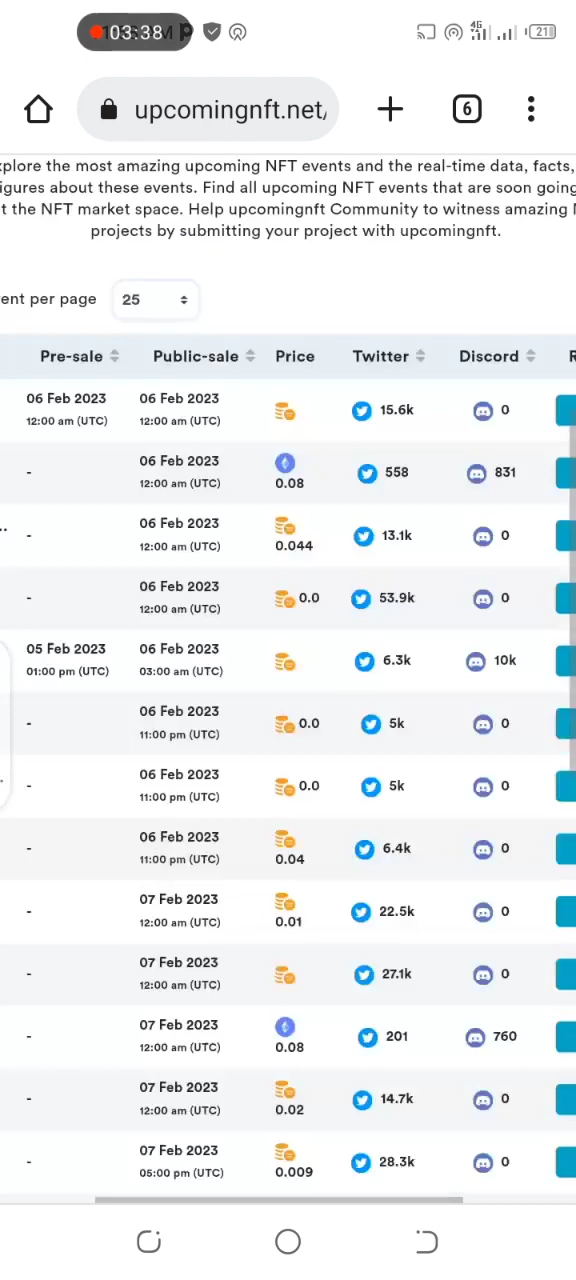 03:38
4G
21
upcomingnft.net/
6
xplore the most amazing upcoming NFT events and the real-time data, facts,
igures about these events. Find all upcoming NFT events that are soon going
t the NFT market space. Help upcomingnft Community to witness amazing N
projects by submitting your project with upcomingnft.
ent per page 25
Pre-sale Public-sale Price Twitter Discord R
06 Feb 2023 06 Feb 2023
12:00 am (UTC) 12:00 am (UTC) 15.6k 0
- 06 Feb 2023
12:00 am (UTC) 0.08 558 831
.. - 06 Feb 2023
12:00 am (UTC) 0.044 13.1k 0
- 06 Feb 2023
12:00 am (UTC) 0.0 53.9k 0
05 Feb 2023 06 Feb 2023
01:00 pm (UTC) 03:00 am (UTC) 6.3k 10k
- 06 Feb 2023
11:00 pm (UTC) 0.0 5k 0
- 06 Feb 2023
11:00 pm (UTC) 0.0 5k 0
- 06 Feb 2023
11:00 pm (UTC) 0.04 6.4k 0
- 07 Feb 2023
12:00 am (UTC) 0.01 22.5k 0
- 07 Feb 2023
12:00 am (UTC) 27.1k 0
- 07 Feb 2023
12:00 am (UTC) 0.08 201 760
- 07 Feb 2023
12:00 am (UTC) 0.02 14.7k 0
- 07 Feb 2023
05:00 pm (UTC) 0.009 28.3k 0